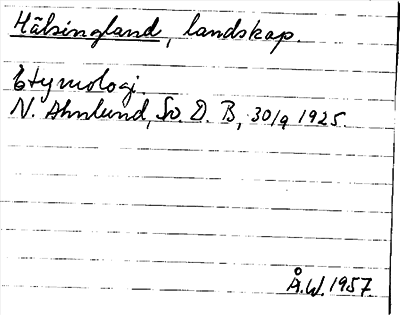 Hälsingland, landskap.
Etymologi.
N. Ahnlund, Sv. D. B, 30/9 1925.
Å.W. 1957.